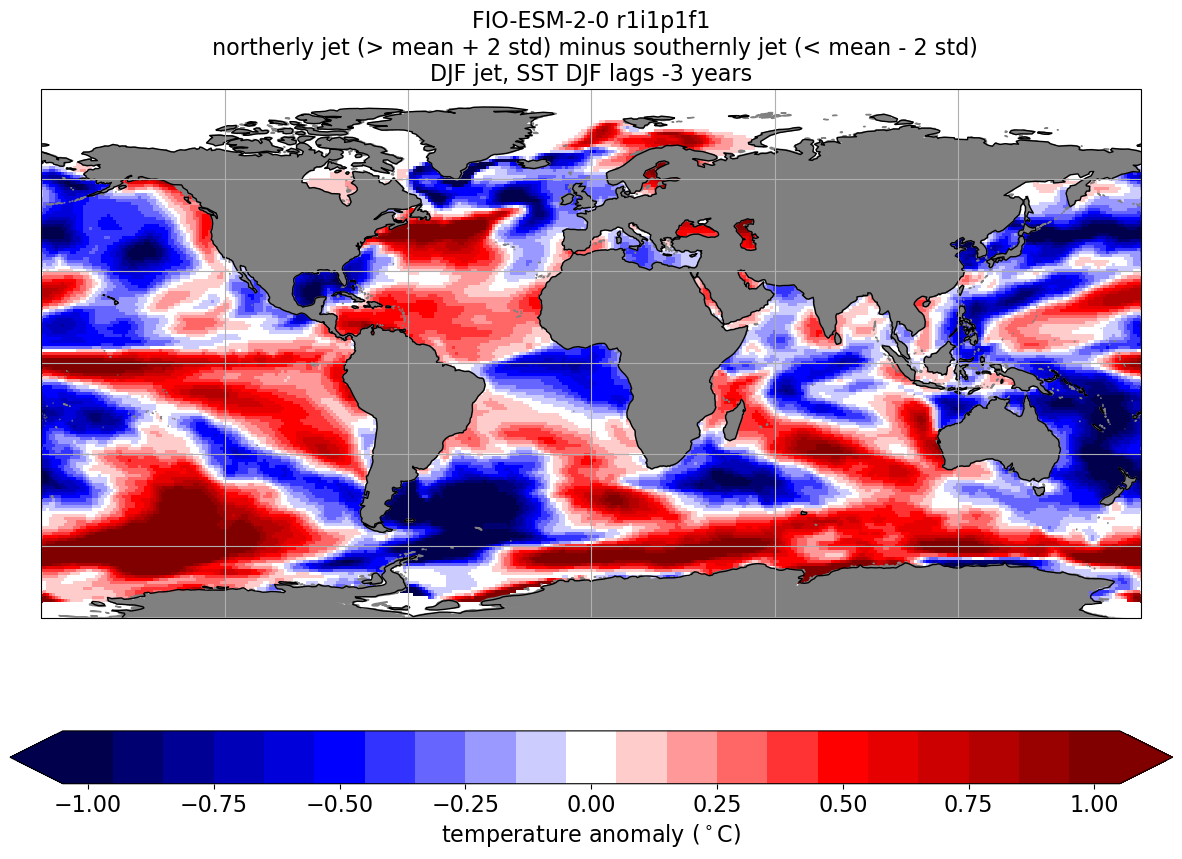 FIO-ESM-2-0 r1i1p1f1
northerly jet (> mean + 2 std) minus southernly jet (< mean - 2 std)
DJF jet, SST DJF lags -3 years
−1.00 −0.75 −0.50 −0.25 0.00 0.25 0.50 0.75 1.00
temperature anomaly (°C)